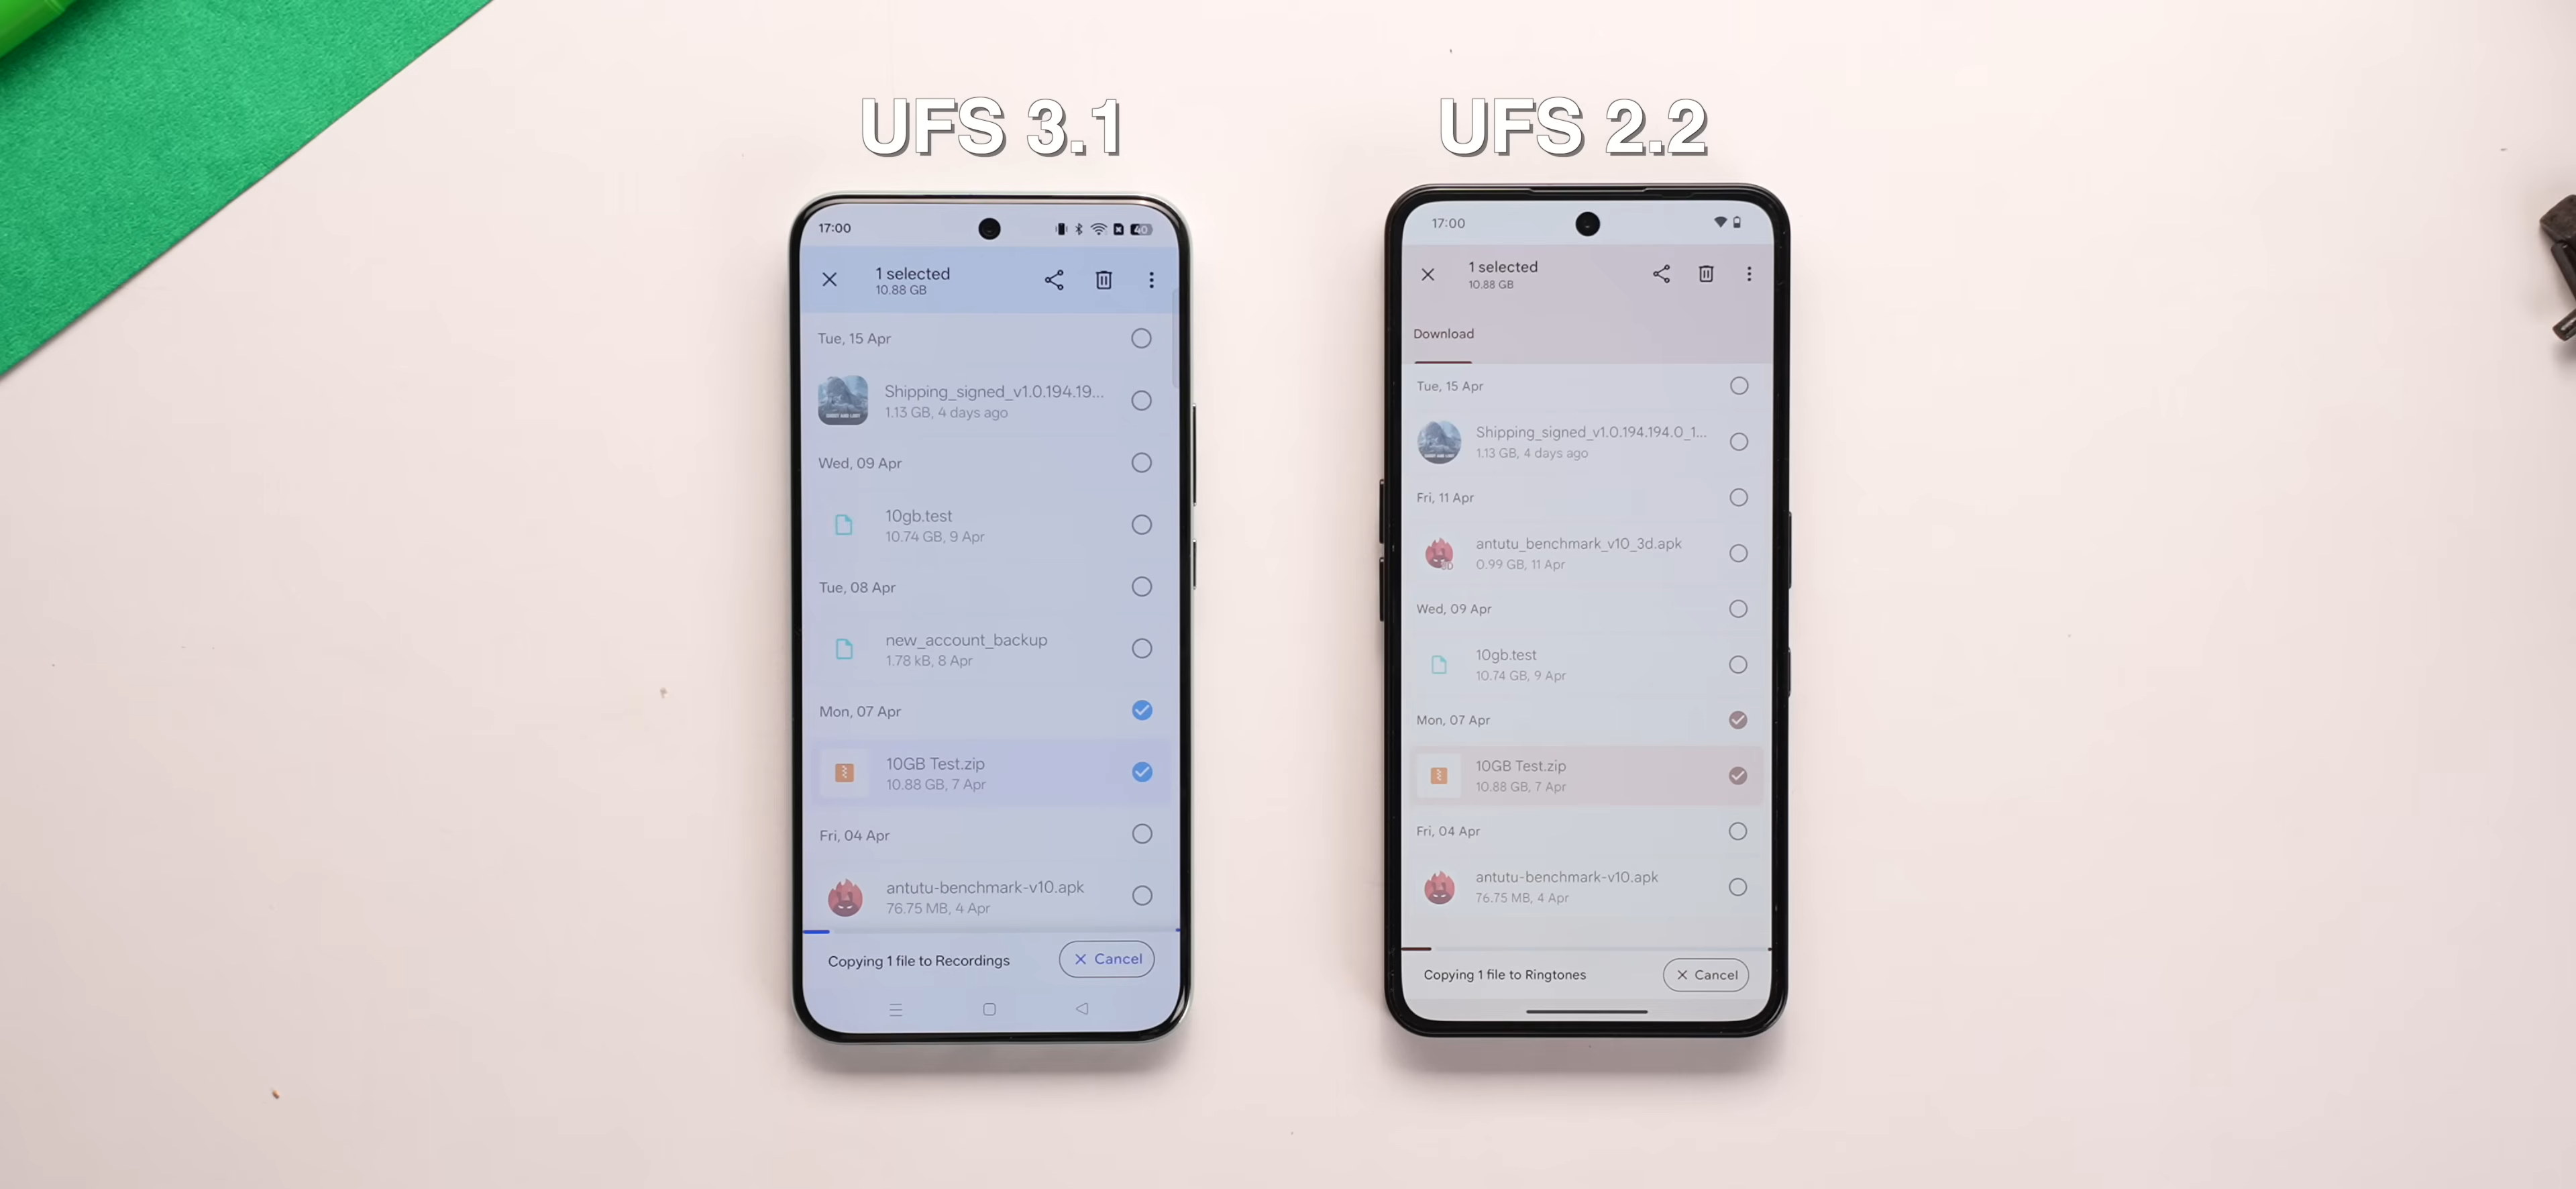 UFS 3.1
17:00
40
1 selected
10.88 GB
Tue, 15 Apr
Shipping_signed_v1.0.194.19...
1.13 GB, 4 days ago
Wed, 09 Apr
10gb.test
10.74 GB, 9 Apr
Tue, 08 Apr
new_account_backup
1.78 kB, 8 Apr
Mon, 07 Apr
10GB Test.zip
10.88 GB, 7 Apr
Fri, 04 Apr
antutu-benchmark-v10.apk
76.75 MB, 4 Apr
Copying 1 file to Recordings
Cancel
UFS 2.2
17:00
1 selected
10.88 GB
Download
Tue, 15 Apr
Shipping_signed_v1.0.194.194.0_1...
1.13 GB, 4 days ago
Fri, 11 Apr
antutu_benchmark_v10_3d.apk
0.99 GB, 11 Apr
Wed, 09 Apr
10gb.test
10.74 GB, 9 Apr
Mon, 07 Apr
10GB Test.zip
10.88 GB, 7 Apr
Fri, 04 Apr
antutu-benchmark-v10.apk
76.75 MB, 4 Apr
Copying 1 file to Ringtones
Cancel